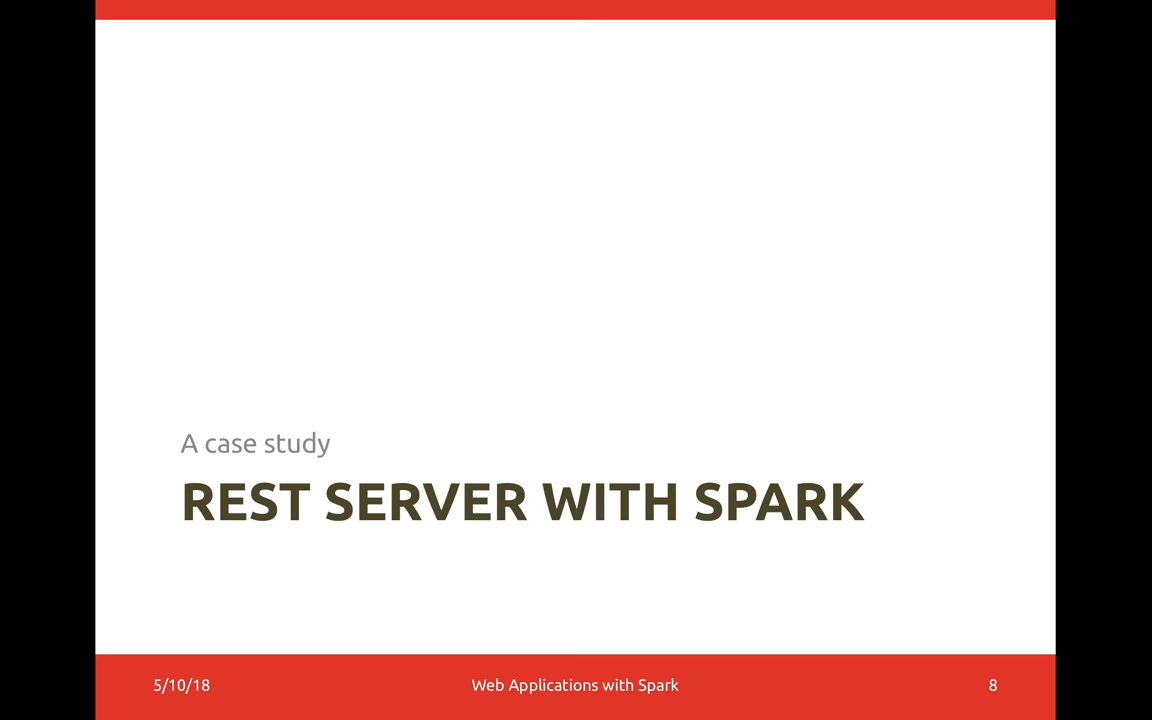 A case study
REST SERVER WITH SPARK
5/10/18
Web Applications with Spark
8